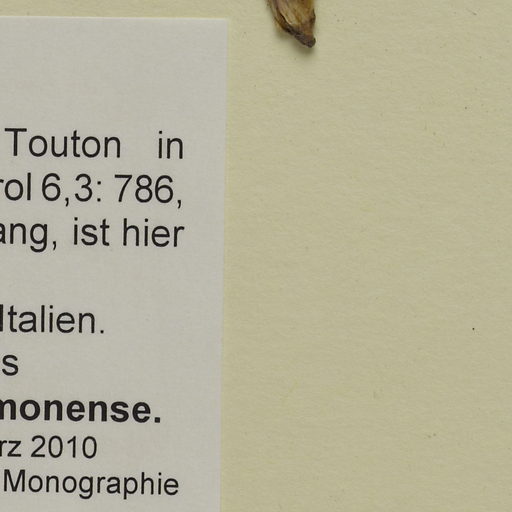 Touton in
rol 6,3: 786,
ang, ist hier
Italien.
s
monense.
rz 2010
Monographie